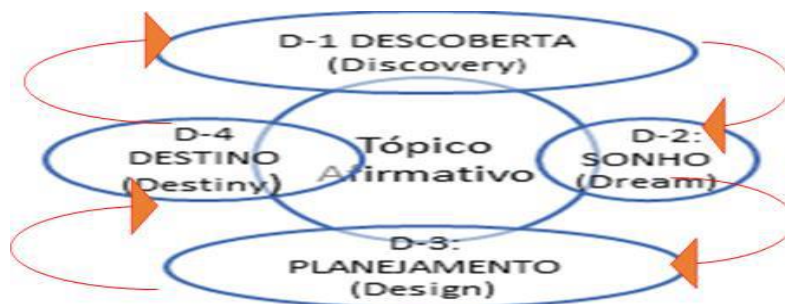 D-1 DESCOBERTA
(Discovery)
D-4
DESTINO
(Destiny)
Tópico
Afirmativo
D-2:
SONHO
(Dream)
D-3:
PLANEJAMENTO
(Design)